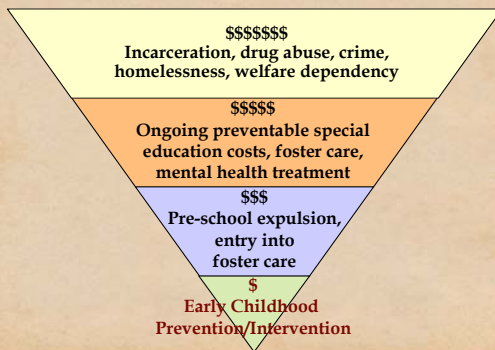 $$$$$$$
Incarceration, drug abuse, crime,
homelessness, welfare dependency
$$$$$
Ongoing preventable special
education costs, foster care,
mental health treatment
$$$
Pre-school expulsion,
entry into
foster care
$
Early Childhood
Prevention/Intervention